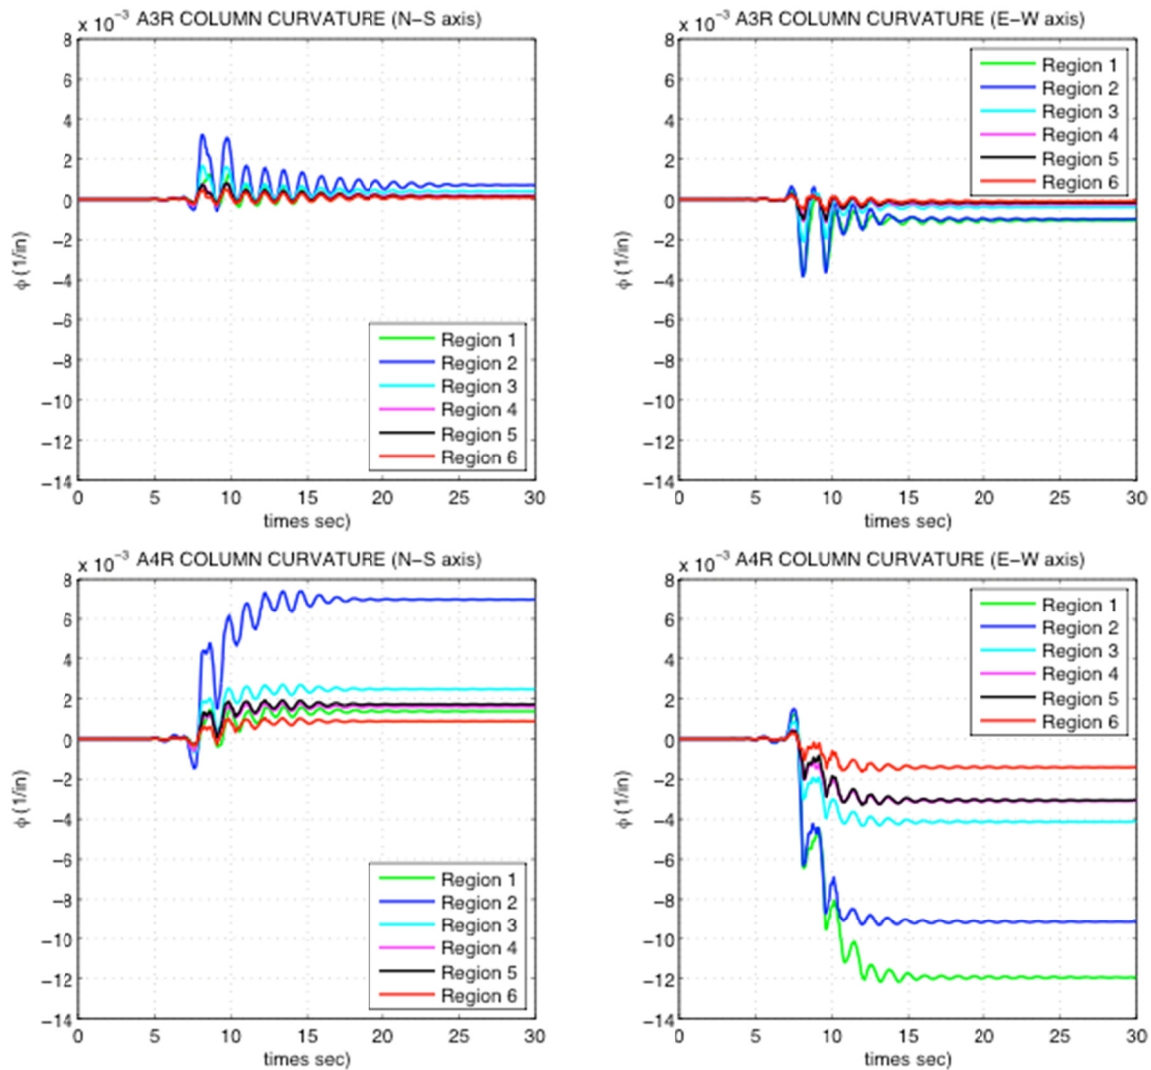 x 10⁻³ A3R COLUMN CURVATURE (N-S axis)
8
6
4
2
0
−2
−4
−6
−8
−10
−12
−14
φ (1/in)
Region 1
Region 2
Region 3
Region 4
Region 5
Region 6
0 5 10 15 20 25 30
times sec)
x 10⁻³ A3R COLUMN CURVATURE (E-W axis)
8
6
4
2
0
−2
−4
−6
−8
−10
−12
−14
φ (1/in)
Region 1
Region 2
Region 3
Region 4
Region 5
Region 6
0 5 10 15 20 25 30
times sec)
x 10⁻³ A4R COLUMN CURVATURE (N-S axis)
8
6
4
2
0
−2
−4
−6
−8
−10
−12
−14
φ (1/in)
Region 1
Region 2
Region 3
Region 4
Region 5
Region 6
0 5 10 15 20 25 30
times sec)
x 10⁻³ A4R COLUMN CURVATURE (E-W axis)
8
6
4
2
0
−2
−4
−6
−8
−10
−12
−14
φ (1/in)
Region 1
Region 2
Region 3
Region 4
Region 5
Region 6
0 5 10 15 20 25 30
times sec)